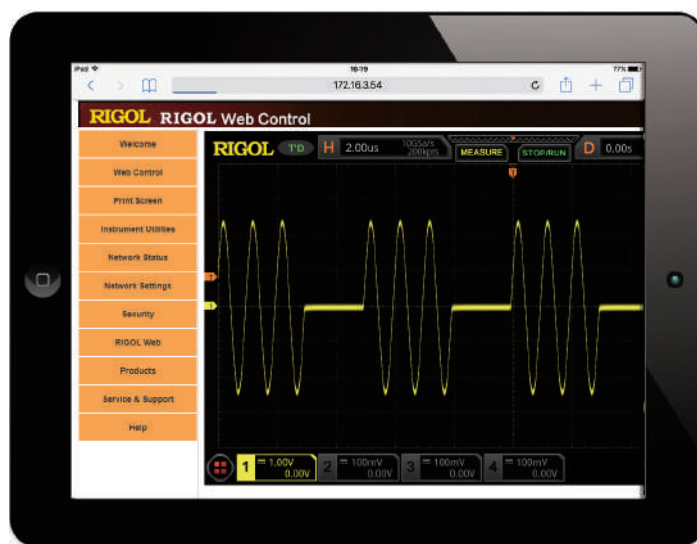 iPad 16:19 77%
172.16.3.54
RIGOL RIGOL Web Control
Welcome
Web Control
Print Screen
Instrument Utilities
Network Status
Network Settings
Security
RIGOL Web
Products
Service & Support
Help
RIGOL T'D H 2.00us 10GSa/s 200kpts MEASURE STOP/RUN D 0.00s
T
T
1
1 1.00V 0.00V 2 100mV 0.00V 3 100mV 0.00V 4 100mV 0.00V